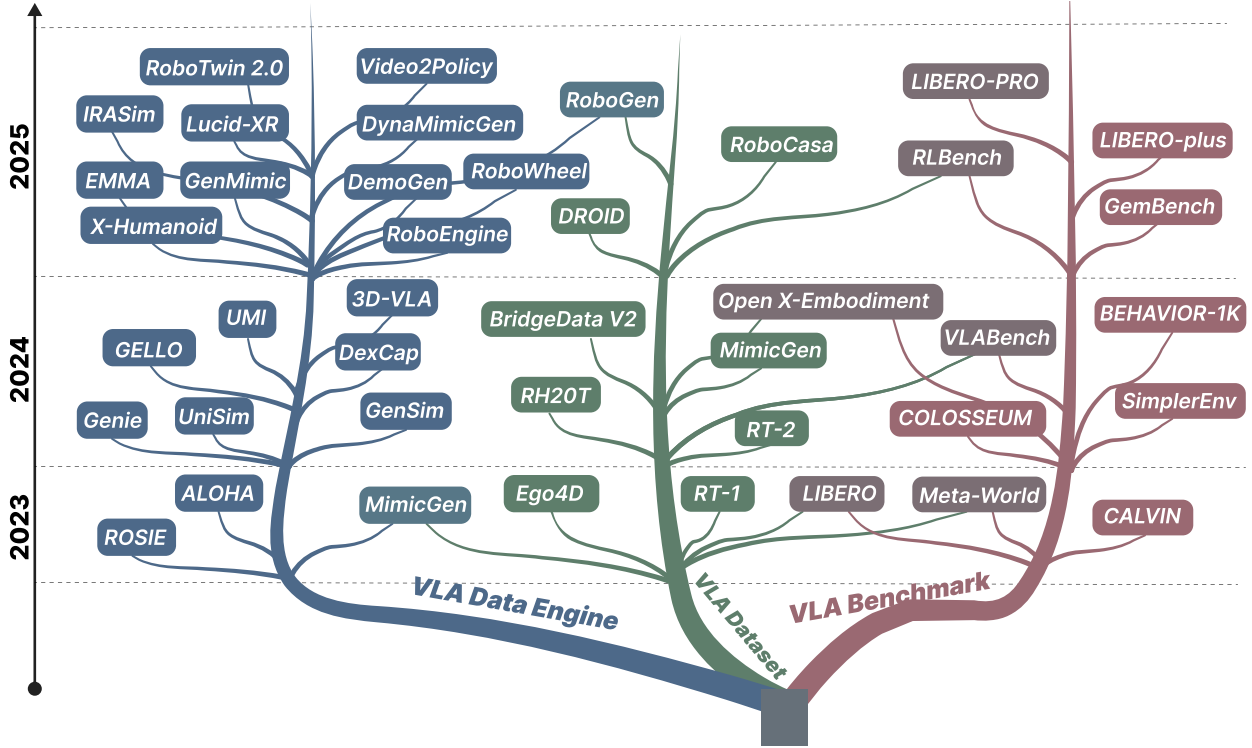 2025
RoboTwin 2.0
Video2Policy
IRASim
Lucid-XR
DynaMimicGen
EMMA
GenMimic
DemoGen
RoboWheel
X-Humanoid
RoboEngine
RoboGen
RoboCasa
DROID
LIBERO-PRO
RLBench
LIBERO-plus
GemBench
2024
3D-VLA
UMI
GELLO
DexCap
Genie
UniSim
GenSim
BridgeData V2
Open X-Embodiment
MimicGen
RH20T
RT-2
VLABench
BEHAVIOR-1K
COLOSSEUM
SimplerEnv
2023
ALOHA
ROSIE
MimicGen
Ego4D
RT-1
LIBERO
Meta-World
CALVIN
VLA Data Engine
VLA Dataset
VLA Benchmark